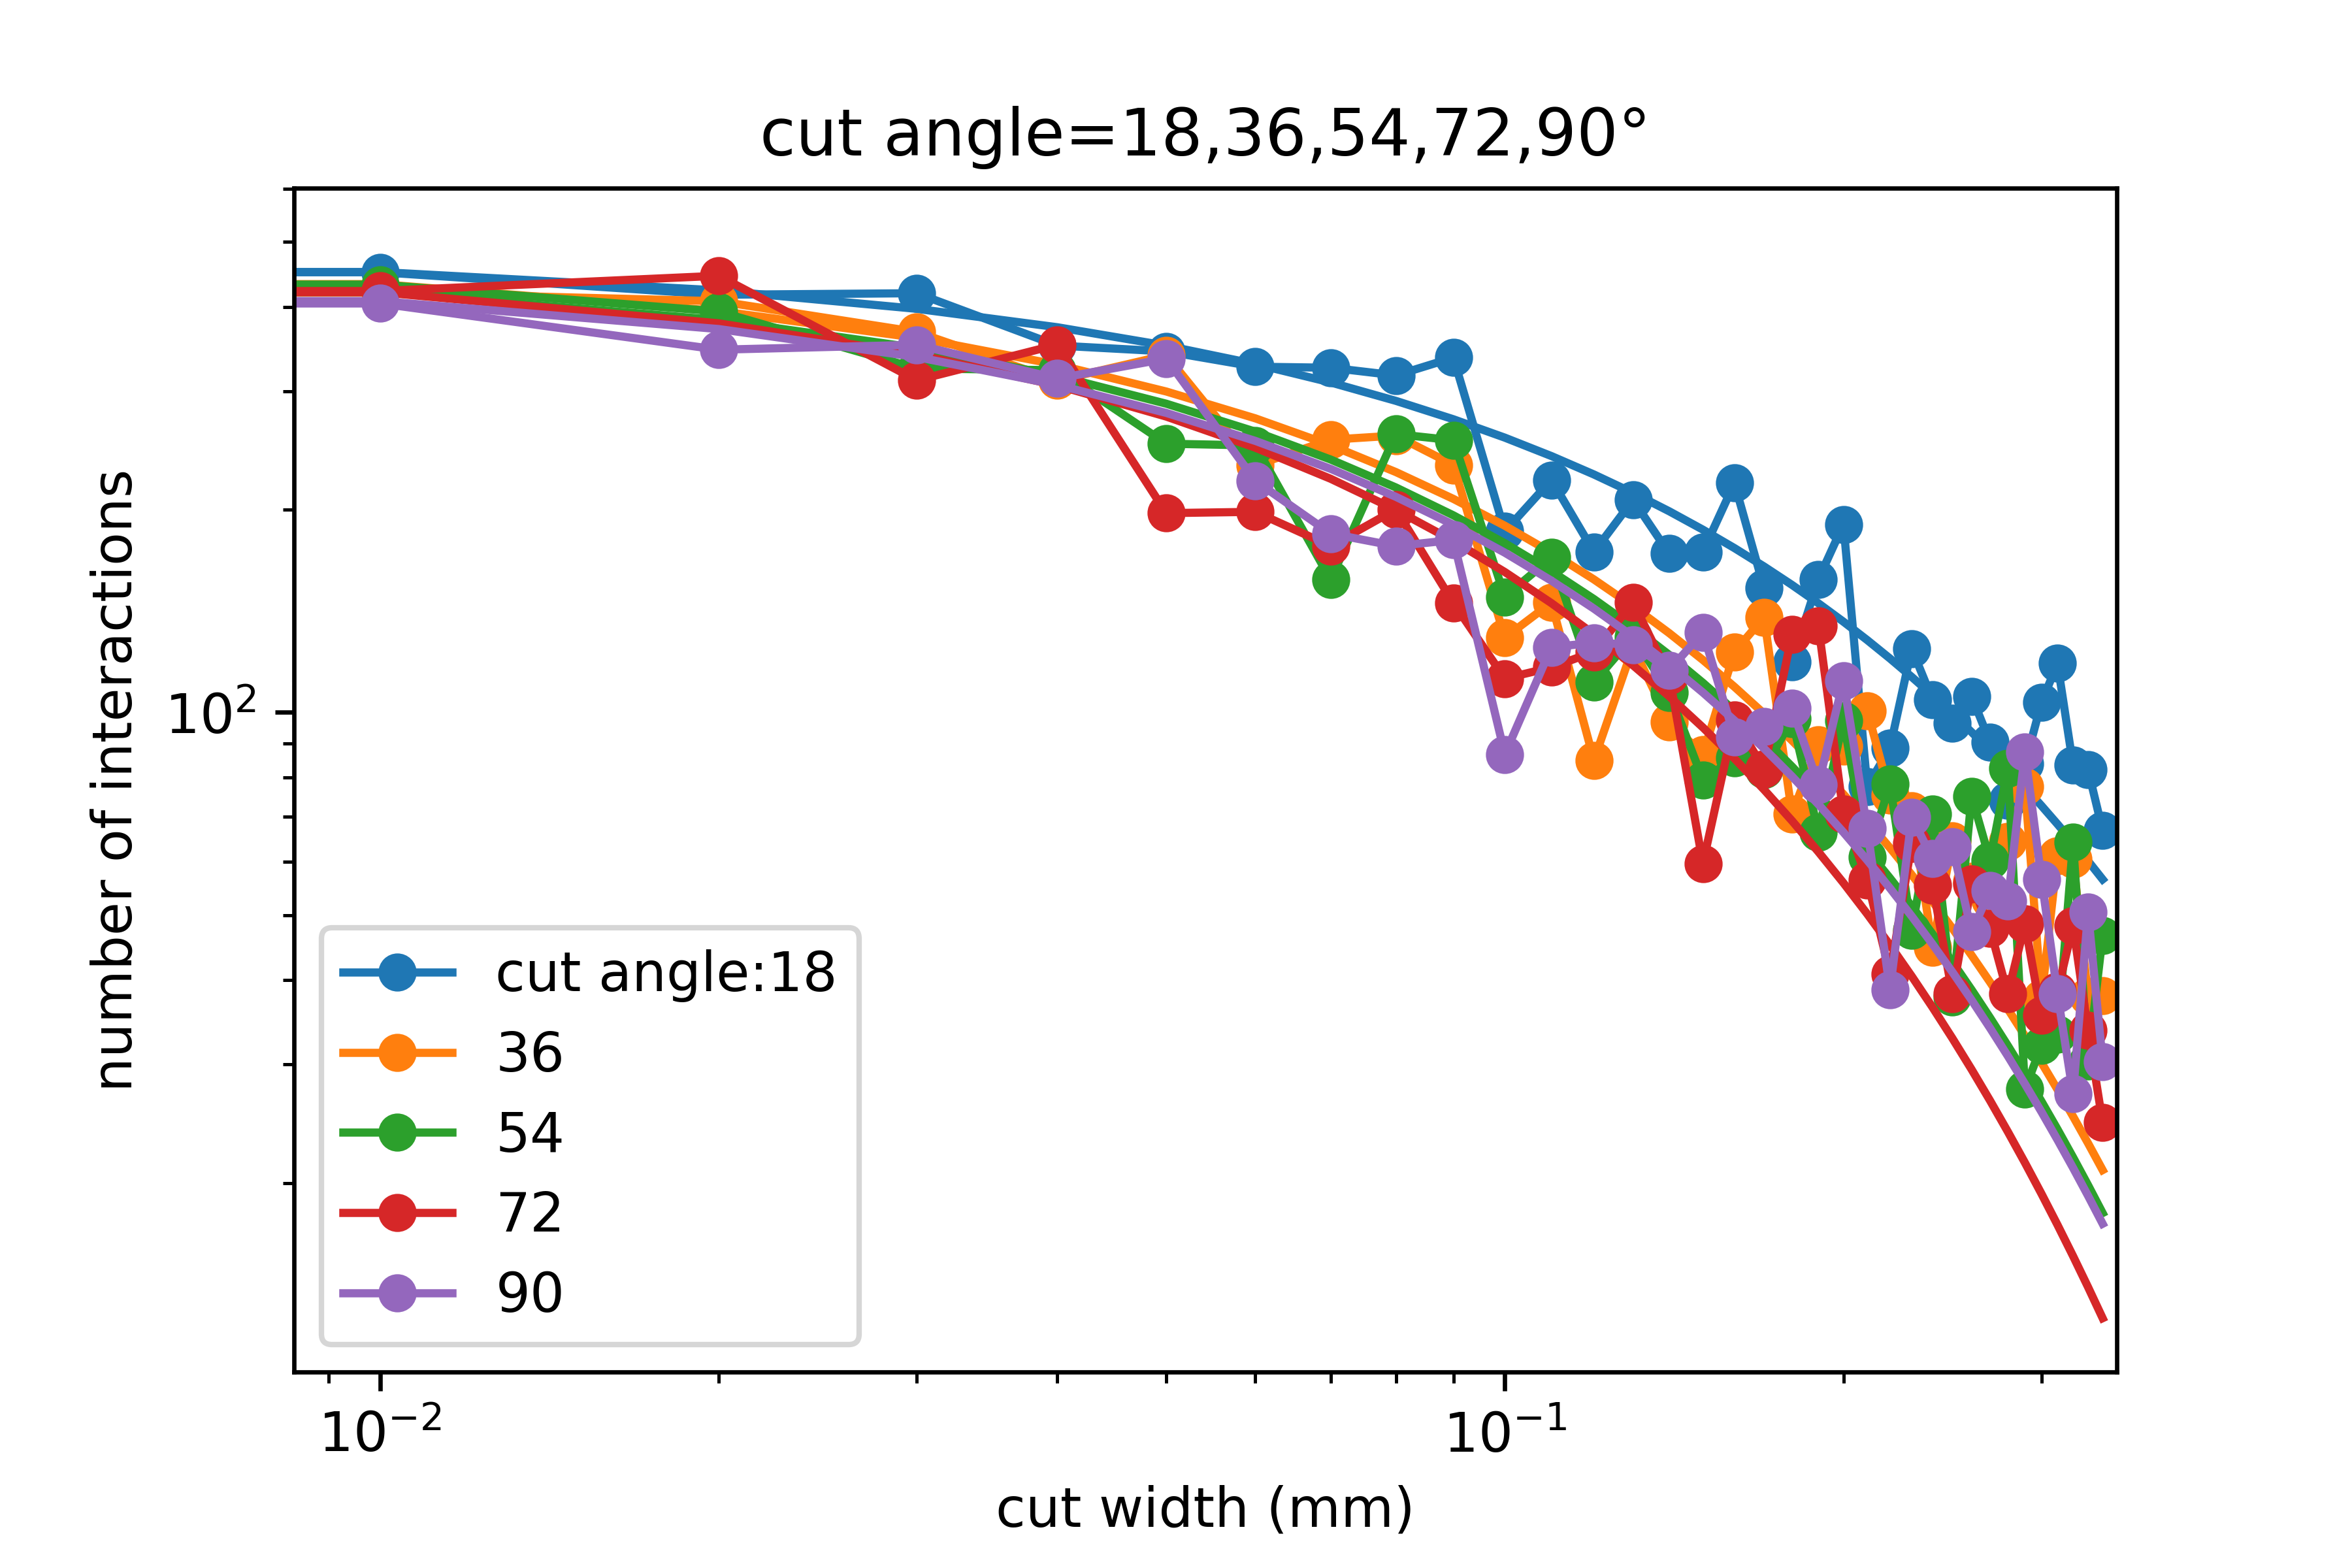 cut angle=18,36,54,72,90°
number of interactions
10²
cut angle:18
36
54
72
90
10⁻²
10⁻¹
cut width (mm)